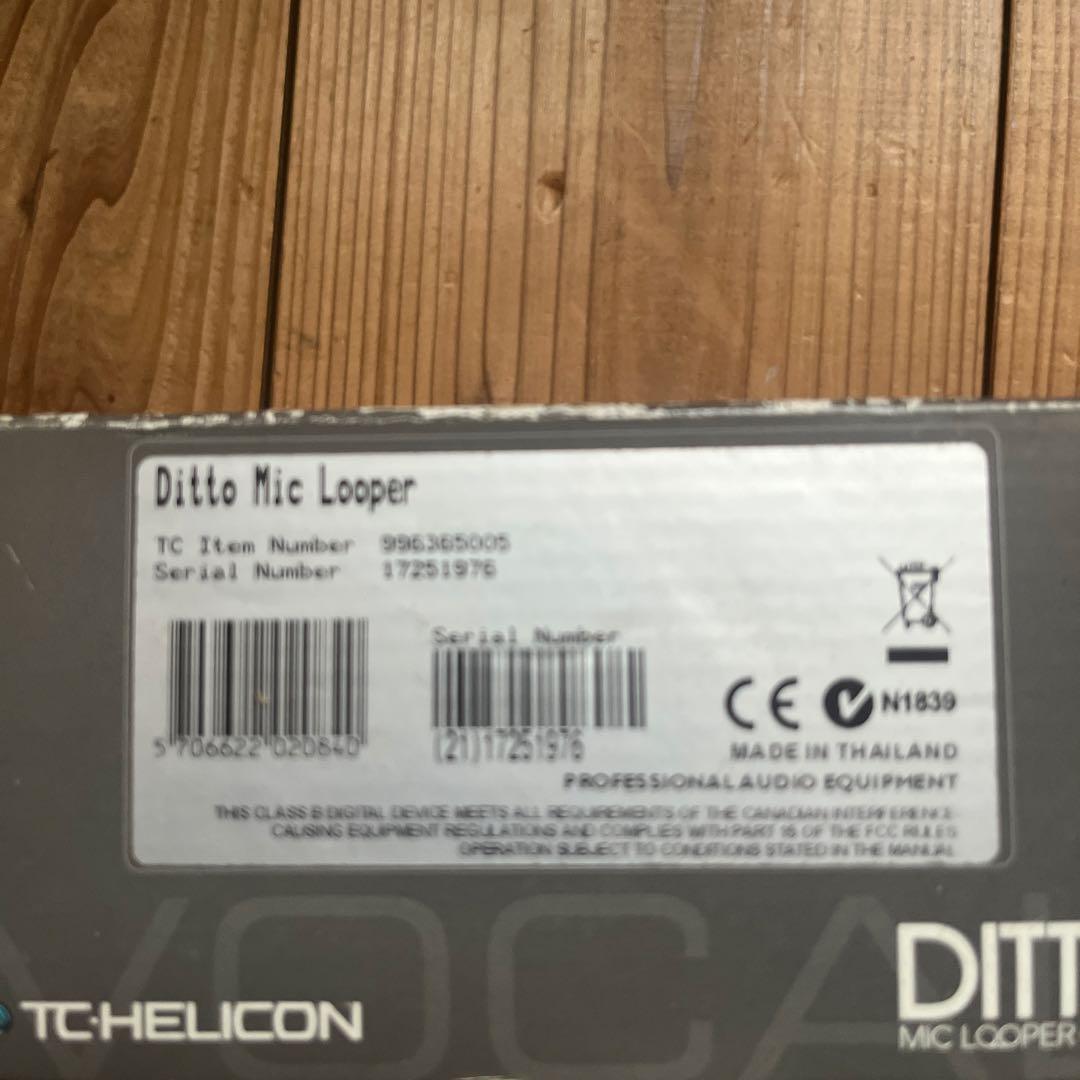 Ditto Mic Looper
TC Item Number 996365005
Serial Number 17251976
Serial Number
5 706622 020840
(21)17251976
CE N1839
MADE IN THAILAND
PROFESSIONAL AUDIO EQUIPMENT
THIS CLASS B DIGITAL DEVICE MEETS ALL REQUIREMENTS OF THE CANADIAN INTERFERENCE-
CAUSING EQUIPMENT REGULATIONS AND COMPLIES WITH PART 15 OF THE FCC RULES
OPERATION SUBJECT TO CONDITIONS STATED IN THE MANUAL
VOCAL
TC·HELICON
DITT
MIC LOOPER